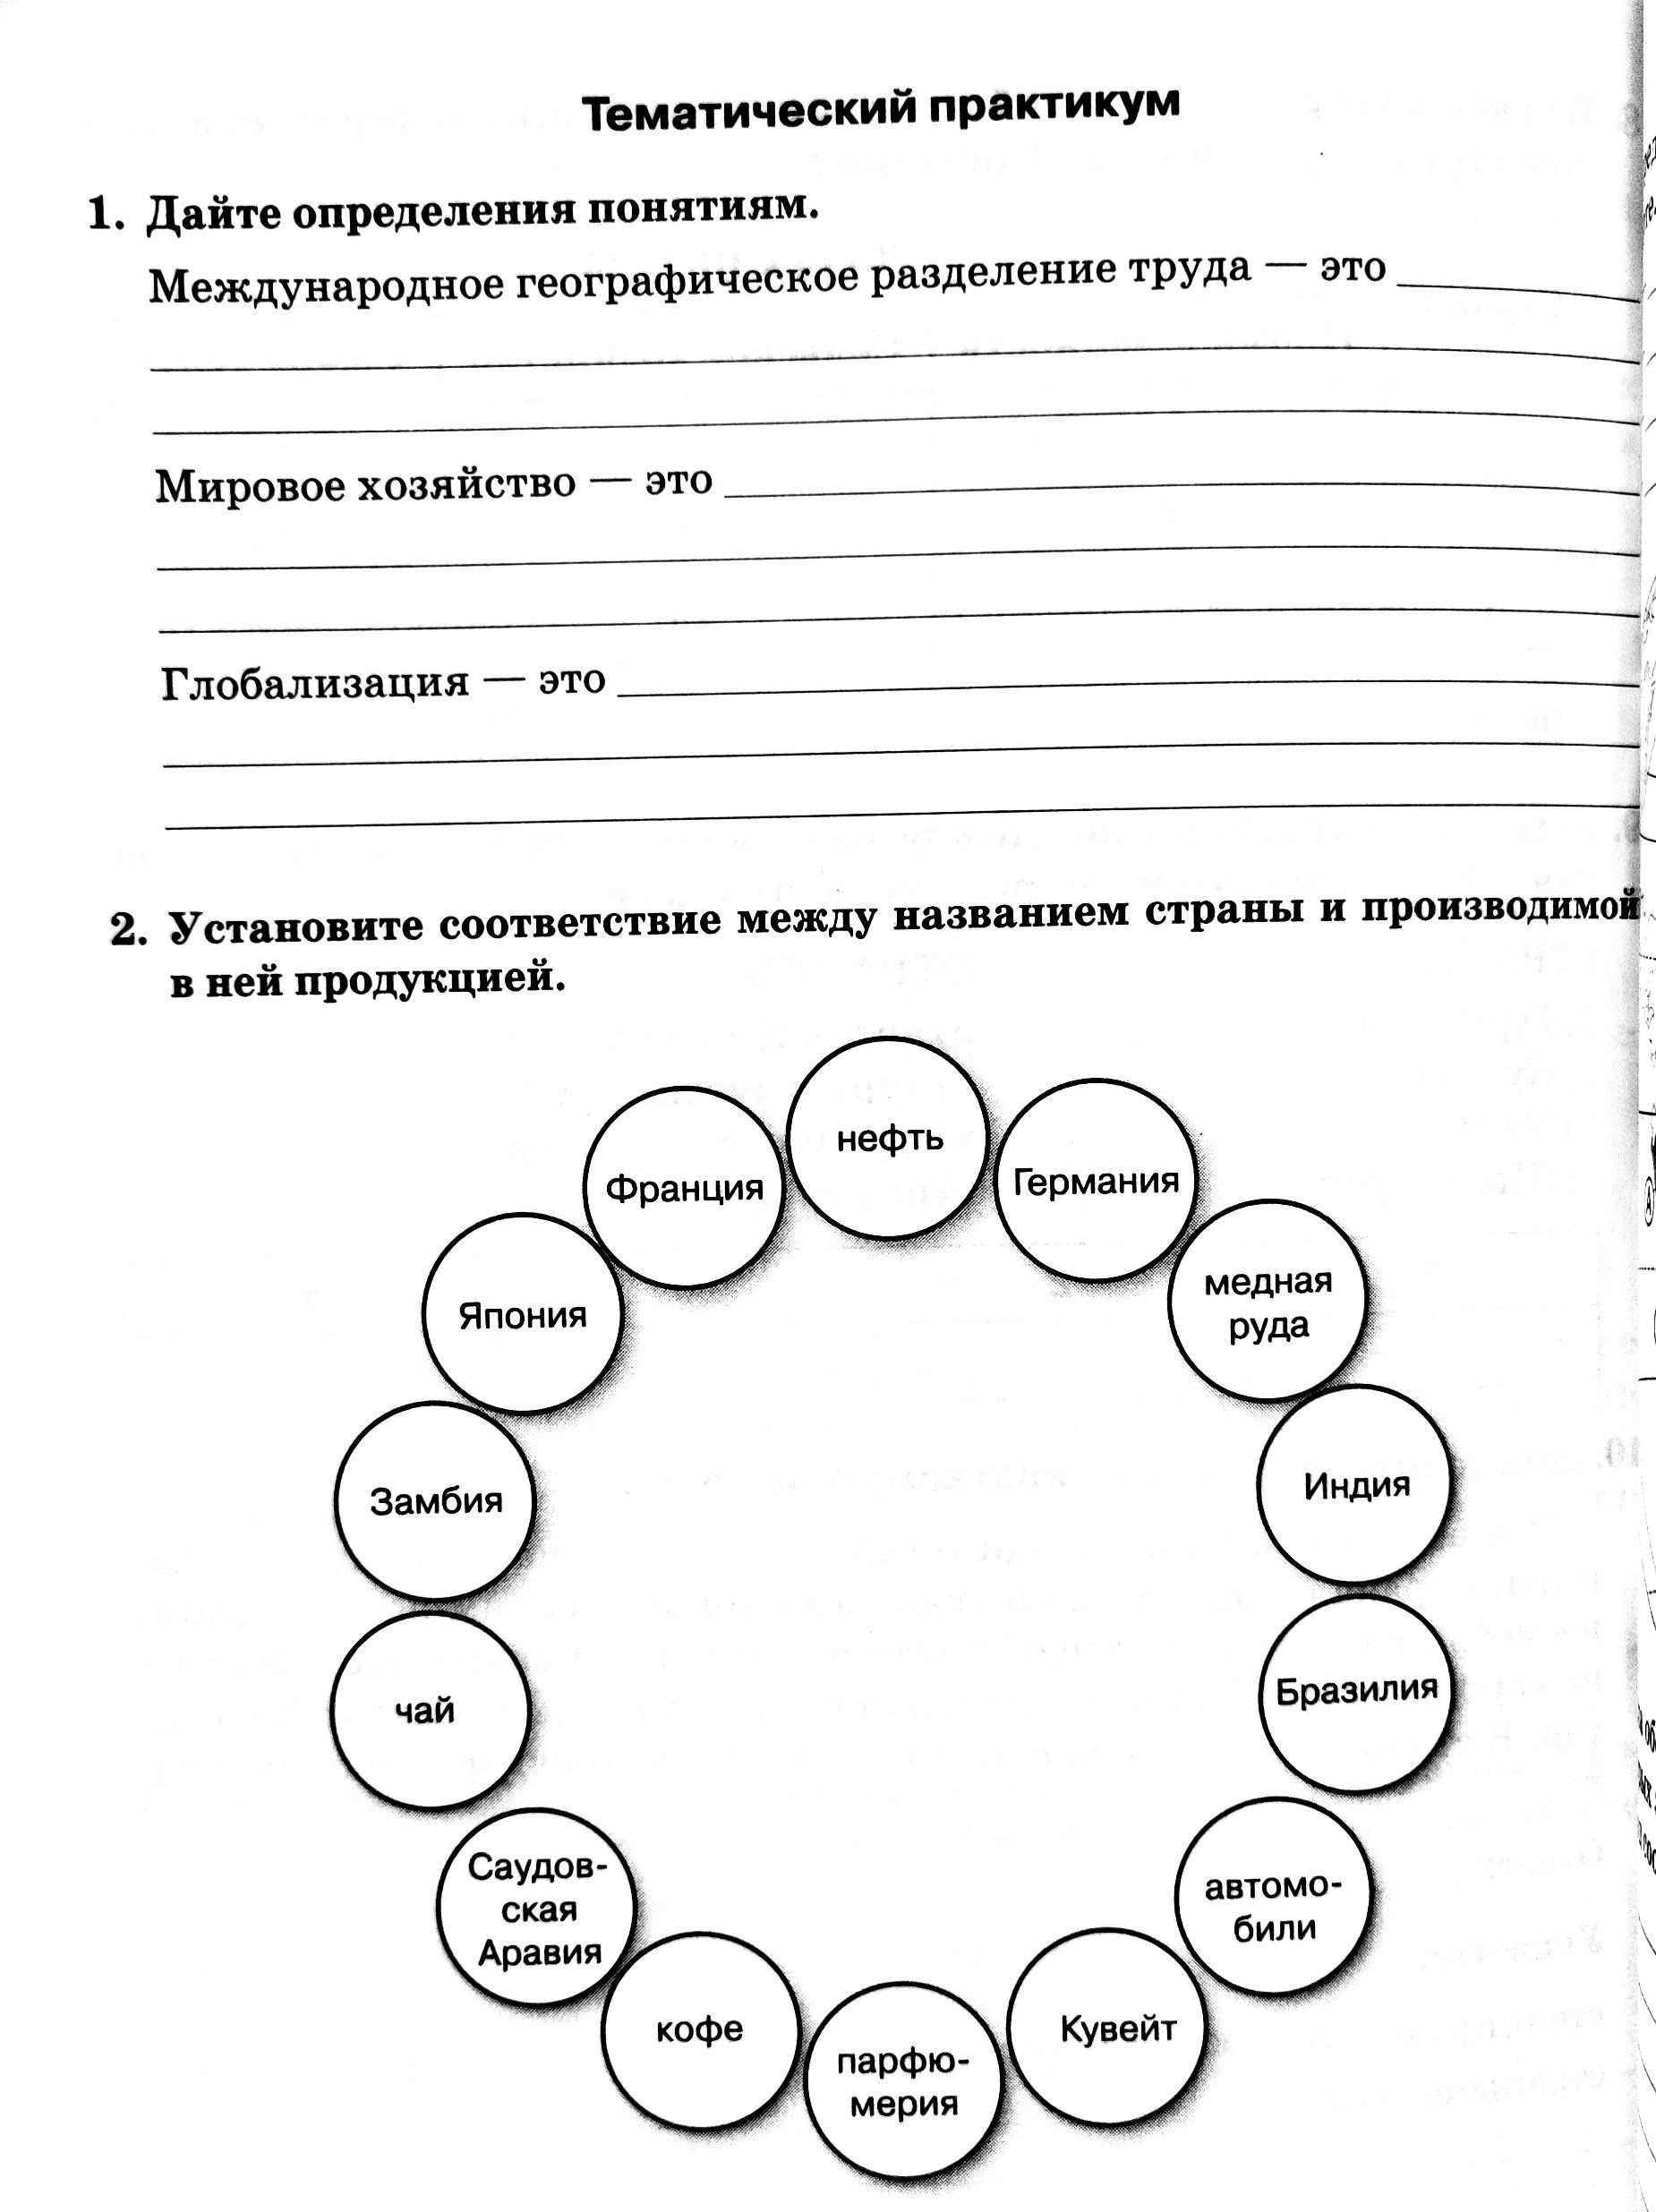 Тематический практикум
1. Дайте определения понятиям.
Международное географическое разделение труда — это
Мировое хозяйство — это
Глобализация — это
2. Установите соответствие между названием страны и производимой
в ней продукцией.
нефть
Франция
Германия
медная
руда
Япония
Индия
Замбия
Бразилия
чай
Саудов-
ская
Аравия
автомо-
били
кофе
Кувейт
парфю-
мерия